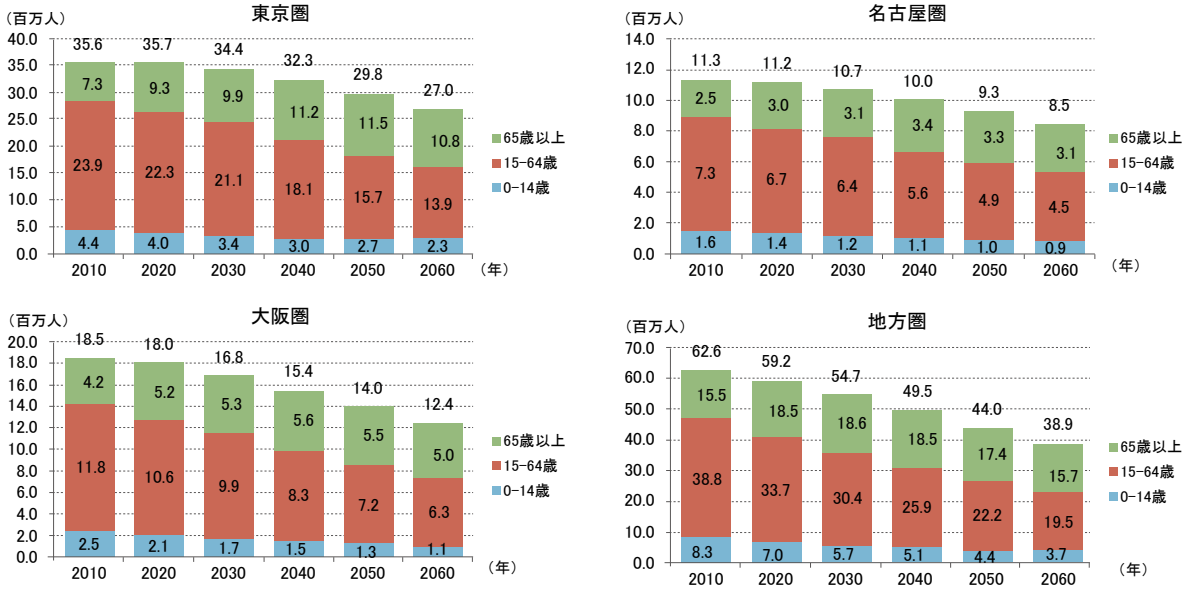 東京圏
（百万人）
40.0
35.0
30.0
25.0
20.0
15.0
10.0
5.0
0.0
35.6 35.7 34.4 32.3 29.8 27.0
7.3 9.3 9.9 11.2 11.5 10.8
23.9 22.3 21.1 18.1 15.7 13.9
4.4 4.0 3.4 3.0 2.7 2.3
2010 2020 2030 2040 2050 2060 （年）
65歳以上
15-64歳
0-14歳
名古屋圏
（百万人）
14.0
12.0
10.0
8.0
6.0
4.0
2.0
0.0
11.3 11.2 10.7 10.0 9.3 8.5
2.5 3.0 3.1 3.4 3.3 3.1
7.3 6.7 6.4 5.6 4.9 4.5
1.6 1.4 1.2 1.1 1.0 0.9
2010 2020 2030 2040 2050 2060 （年）
65歳以上
15-64歳
0-14歳
大阪圏
（百万人）
20.0
18.0
16.0
14.0
12.0
10.0
8.0
6.0
4.0
2.0
0.0
18.5 18.0 16.8 15.4 14.0 12.4
4.2 5.2 5.3 5.6 5.5 5.0
11.8 10.6 9.9 8.3 7.2 6.3
2.5 2.1 1.7 1.5 1.3 1.1
2010 2020 2030 2040 2050 2060 （年）
65歳以上
15-64歳
0-14歳
地方圏
（百万人）
70.0
60.0
50.0
40.0
30.0
20.0
10.0
0.0
62.6 59.2 54.7 49.5 44.0 38.9
15.5 18.5 18.6 18.5 17.4 15.7
38.8 33.7 30.4 25.9 22.2 19.5
8.3 7.0 5.7 5.1 4.4 3.7
2010 2020 2030 2040 2050 2060 （年）
65歳以上
15-64歳
0-14歳